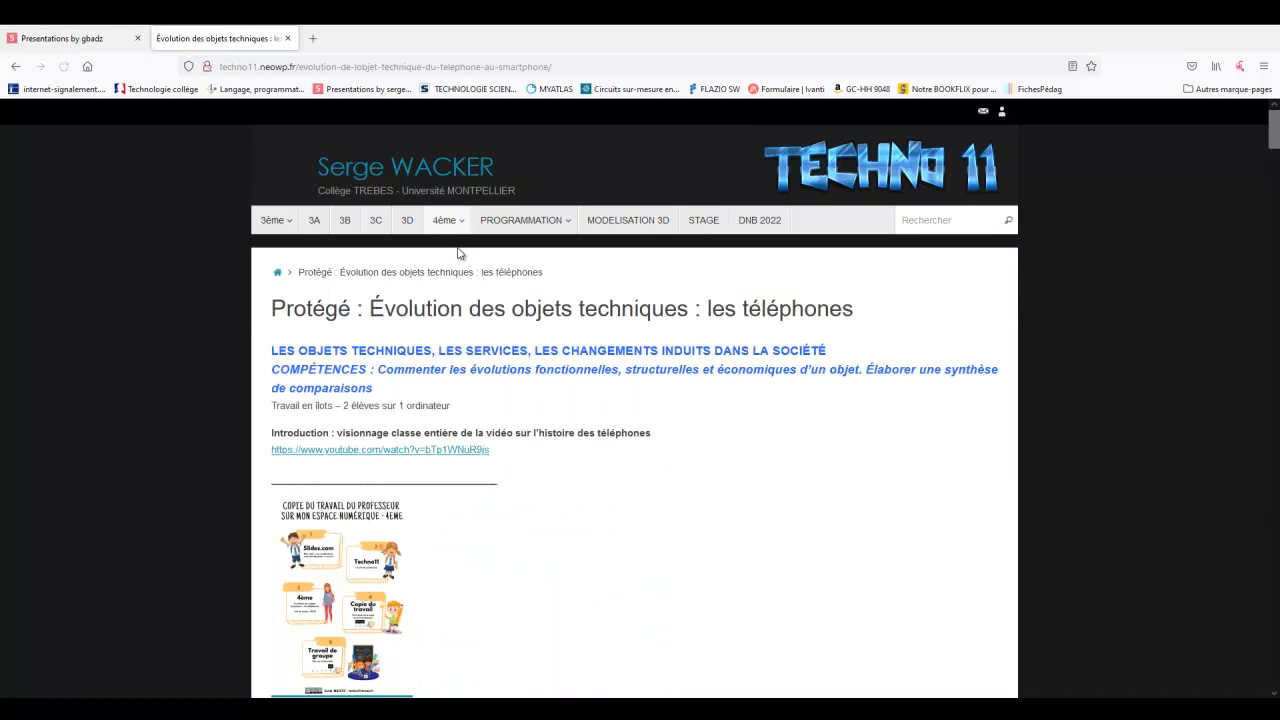 Presentations by gbadz
Évolution des objets techniques : les
techno11.neowp.fr/evolution-de-lobjet-technique-du-telephone-au-smartphone/
internet-signalement....
Technologie collège
Langage, programmat...
Presentations by serge...
TECHNOLOGIE SCIEN...
MYATLAS
Circuits sur-mesure en...
FLAZIO SW
Formulaire | Ivanti
GC-HH 9048
Notre BOOKFLIX pour ...
FichesPédag
Autres marque-pages
Serge WACKER
TECHNO 11
Collège TREBES - Université MONTPELLIER
3ème
3A
3B
3C
3D
4ème
PROGRAMMATION
MODELISATION 3D
STAGE
DNB 2022
Rechercher
Protégé : Évolution des objets techniques : les téléphones
Protégé : Évolution des objets techniques : les téléphones
LES OBJETS TECHNIQUES, LES SERVICES, LES CHANGEMENTS INDUITS DANS LA SOCIÉTÉ
COMPÉTENCES : Commenter les évolutions fonctionnelles, structurelles et économiques d'un objet. Élaborer une synthèse
de comparaisons
Travail en îlots – 2 élèves sur 1 ordinateur
Introduction : visionnage classe entière de la vidéo sur l'histoire des téléphones
https://www.youtube.com/watch?v=bTp1WNuR9js
COPIE DU TRAVAIL DU PROFESSEUR
SUR MON ESPACE NUMÉRIQUE - 4EME
1
Slides.com
2
Techno11
3
4ème
4
Copie du
travail
5
Travail de
groupe